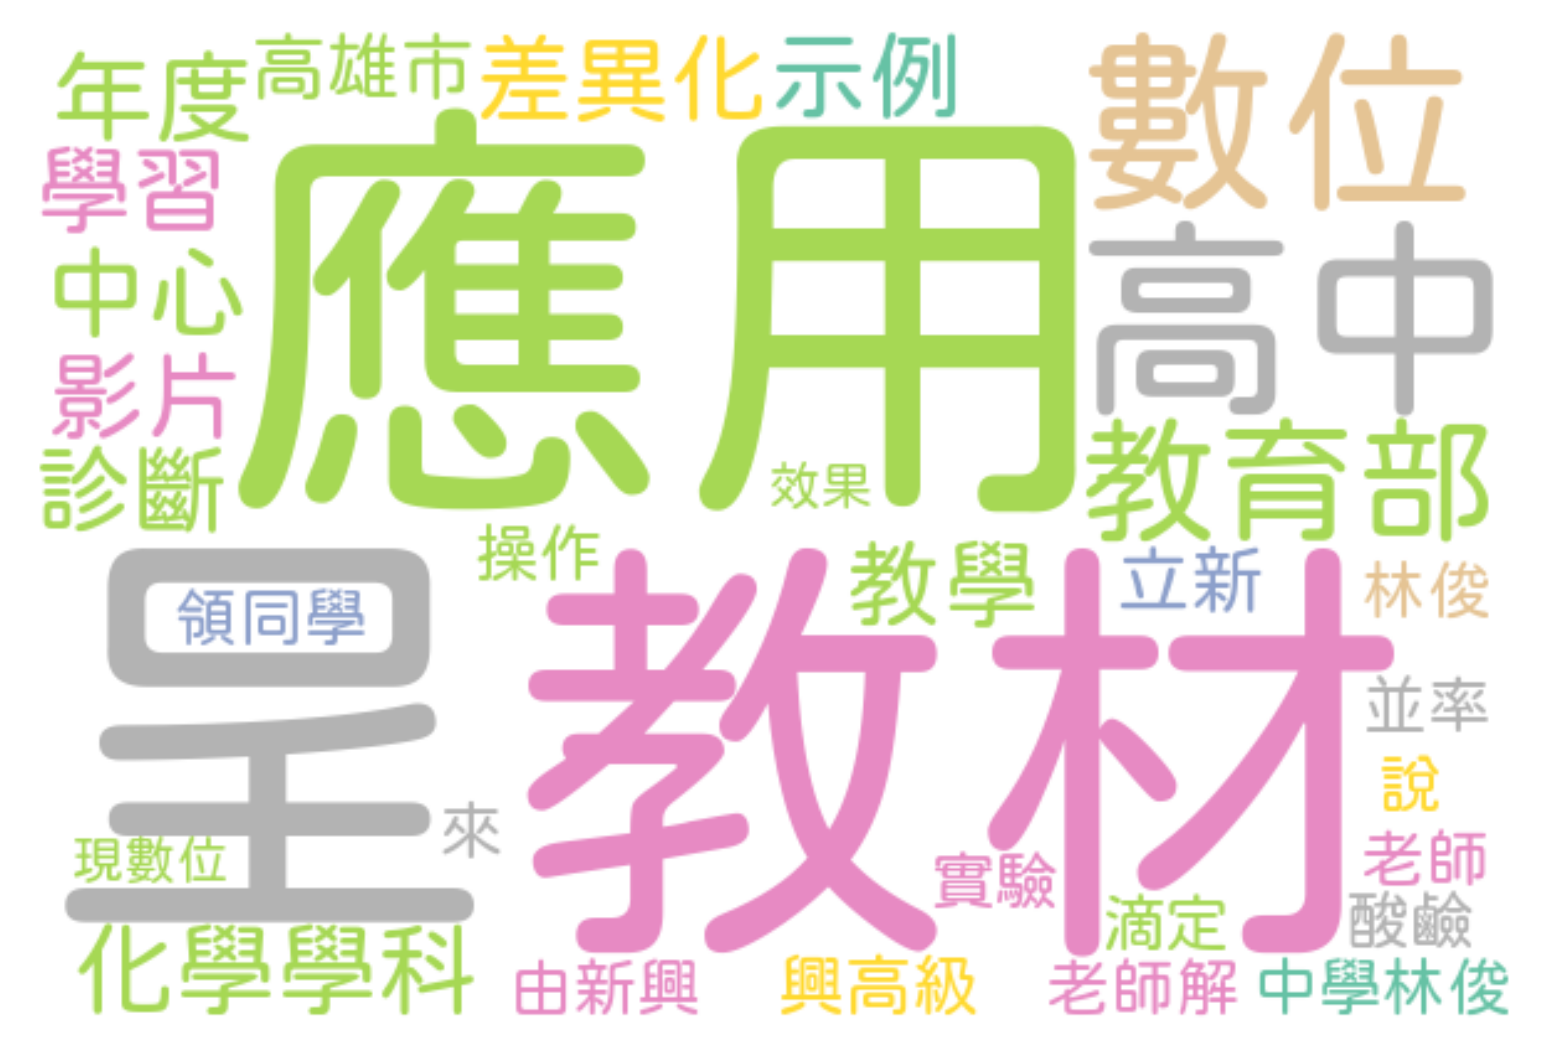 年度
高雄市
差異化
示例
數位
學習
應用
中心
高中
影片
診斷
效果
教育部
操作
教學
立新
林俊
呈
領同學
教材
並率
說
來
現數位
實驗
老師
滴定
酸鹼
化學學科
由新興
興高級
老師解
中學林俊